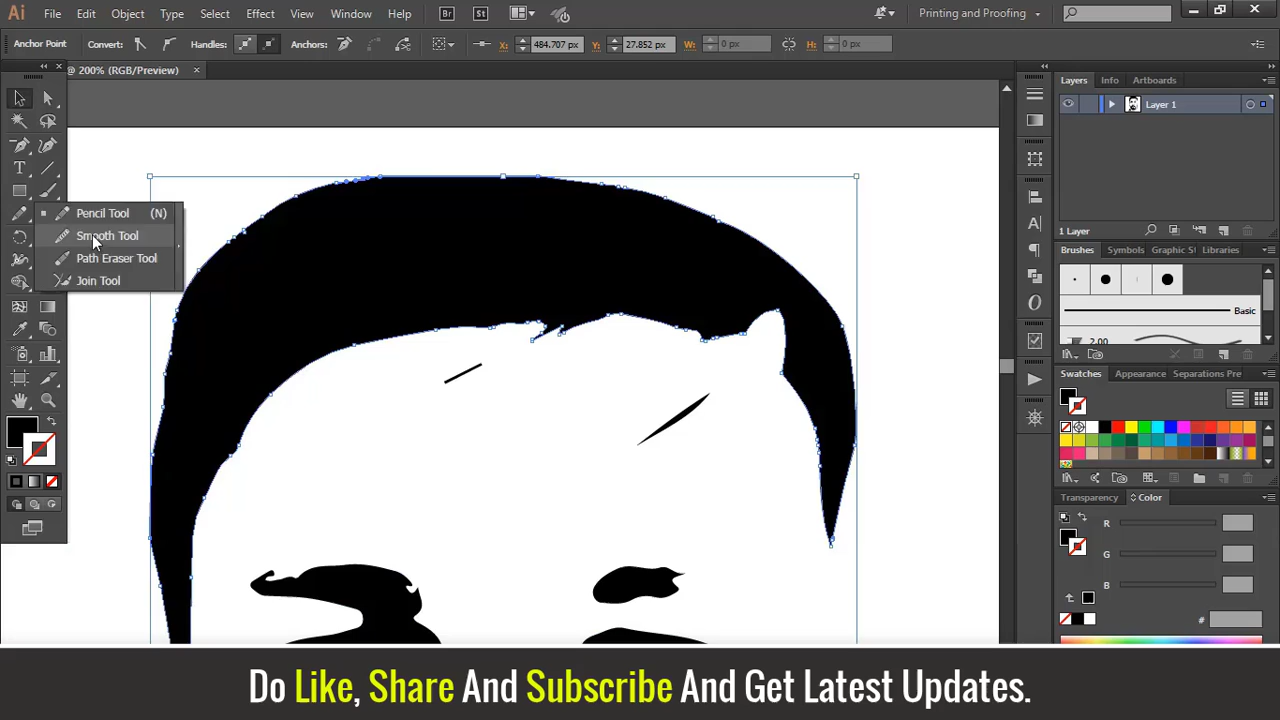 Ai File Edit Object Type Select Effect View Window Help Br St Printing and Proofing
Anchor Point Convert: Handles: Anchors: X: 484.707 px Y: 27.852 px W: 0 px H: 0 px
@ 200% (RGB/Preview) ×
Layers Info Artboards
Layer 1
Pencil Tool (N)
Smooth Tool
Path Eraser Tool
Join Tool
1 Layer
Brushes Symbols Graphic St Libraries
Basic
2.00
Swatches Appearance Separations Pre
Transparency Color
R
G
B
#
Do Like, Share And Subscribe And Get Latest Updates.